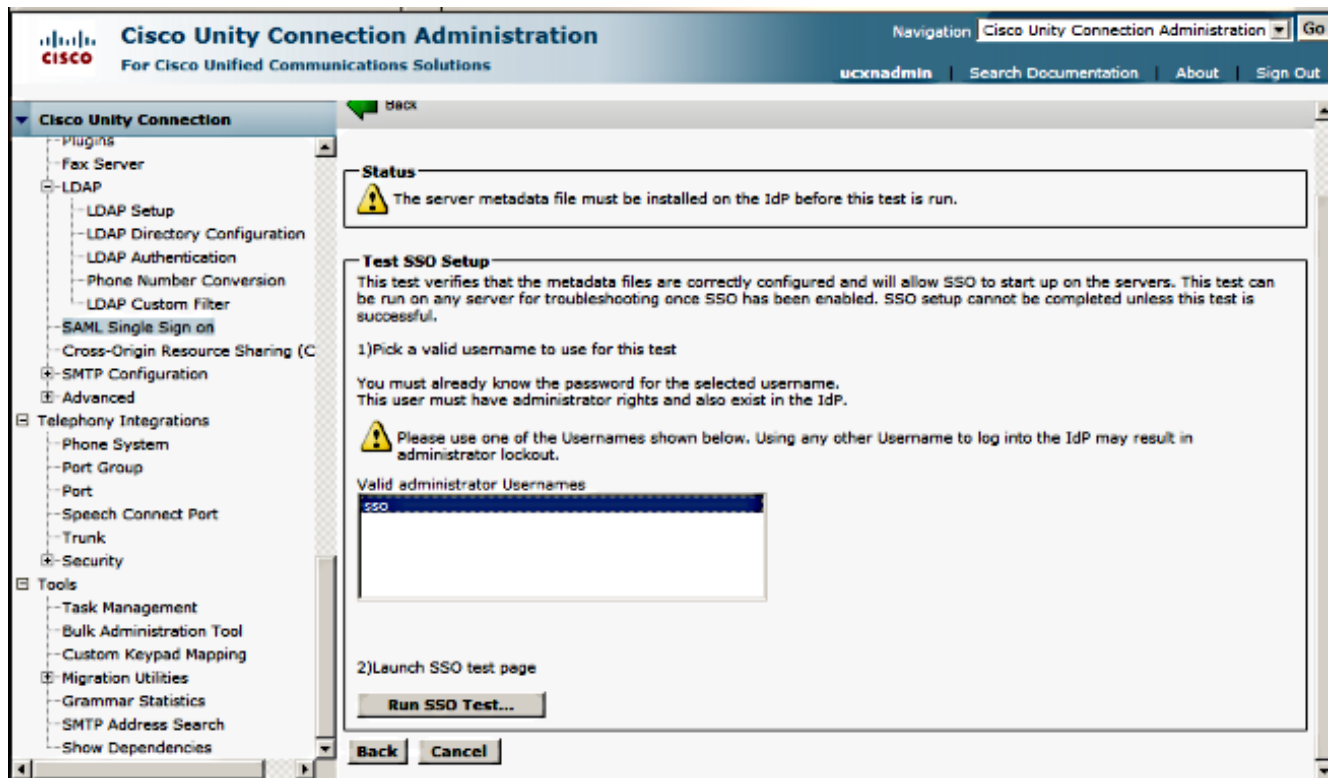 Cisco Unity Connection Administration
For Cisco Unified Communications Solutions
CISCO
Navigation Cisco Unity Connection Administration Go
ucxnadmin | Search Documentation | About | Sign Out
Cisco Unity Connection
Plugins
Fax Server
LDAP
LDAP Setup
LDAP Directory Configuration
LDAP Authentication
Phone Number Conversion
LDAP Custom Filter
SAML Single Sign on
Cross-Origin Resource Sharing (C
SMTP Configuration
Advanced
Telephony Integrations
Phone System
Port Group
Port
Speech Connect Port
Trunk
Security
Tools
Task Management
Bulk Administration Tool
Custom Keypad Mapping
Migration Utilities
Grammar Statistics
SMTP Address Search
Show Dependencies
Back
Status
The server metadata file must be installed on the IdP before this test is run.
Test SSO Setup
This test verifies that the metadata files are correctly configured and will allow SSO to start up on the servers. This test can
be run on any server for troubleshooting once SSO has been enabled. SSO setup cannot be completed unless this test is
successful.
1)Pick a valid username to use for this test
You must already know the password for the selected username.
This user must have administrator rights and also exist in the IdP.
Please use one of the Usernames shown below. Using any other Username to log into the IdP may result in
administrator lockout.
Valid administrator Usernames
sso
2)Launch SSO test page
Run SSO Test...
Back Cancel